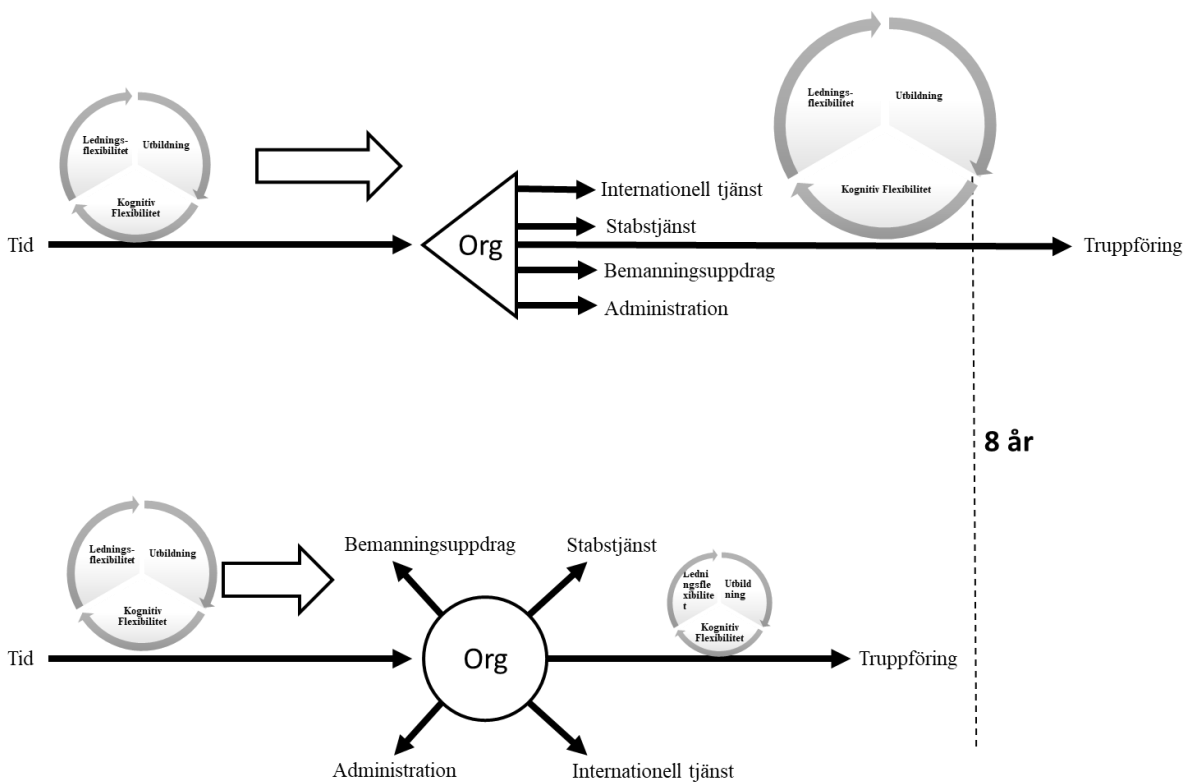 Lednings-
flexibilitet
Utbildning
Kognitiv Flexibilitet
Lednings-
flexibilitet
Utbildning
Kognitiv
Flexibilitet
Internationell tjänst
Stabstjänst
Tid
Org
Truppföring
Bemanningsuppdrag
Administration
8 år
Bemanningsuppdrag
Stabstjänst
Lednings-
flexibilitet
Utbildning
Kognitiv
Flexibilitet
Ledni
ngsfle
xibilite
t
Utbild
ning
Kognitiv
Flexibilitet
Tid
Org
Truppföring
Administration
Internationell tjänst